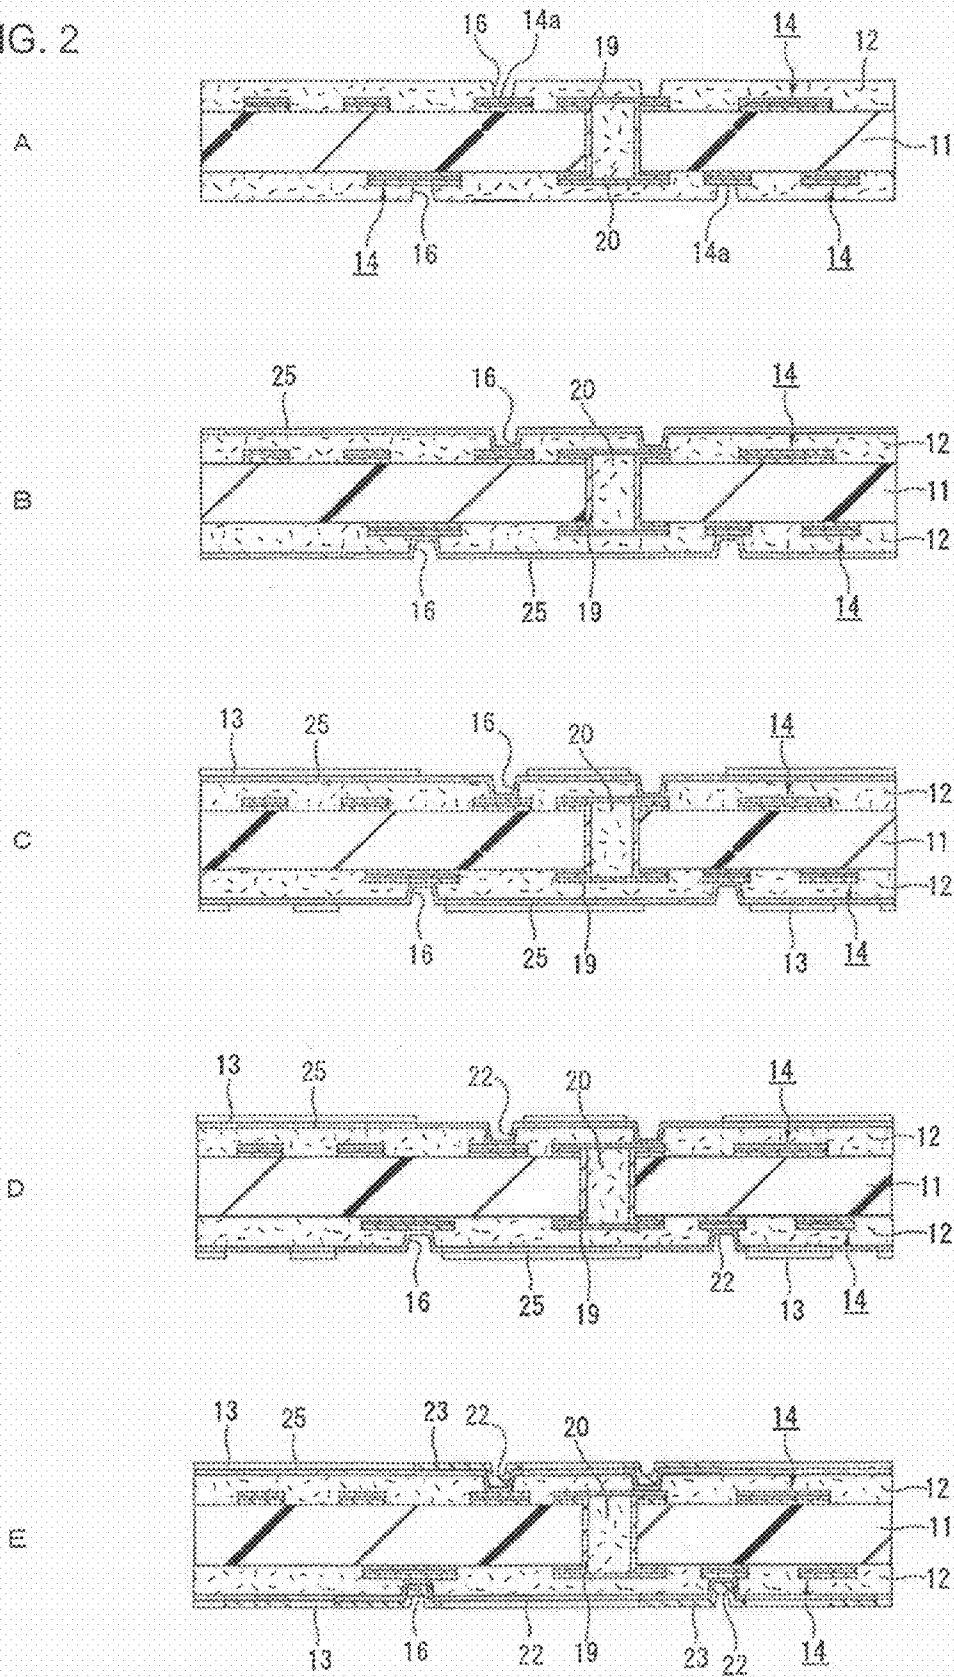 IG. 2
16 14a 19 14 12
A
11
14 16 20 14a 14
25 16 20 14
12
B
11
12
16 25 19 14
13 25 16 20 14
12
C
11
12
16 25 19 13 14
13 25 22 20 14
12
D
11
12
16 25 19 22 13 14
13 25 23 22 20 14
12
E
11
12
13 16 22 19 23 22 14